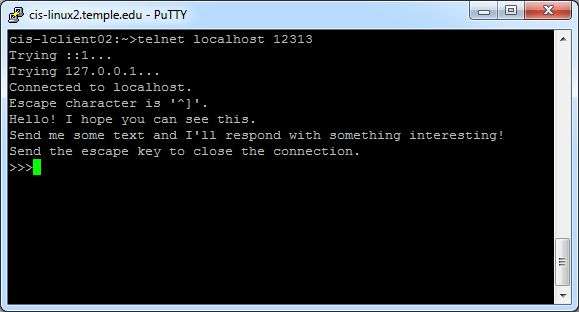 cis-linux2.temple.edu - PuTTY
cis-lclient02:~>telnet localhost 12313
Trying ::1...
Trying 127.0.0.1...
Connected to localhost.
Escape character is '^]'.
Hello! I hope you can see this.
Send me some text and I'll respond with something interesting!
Send the escape key to close the connection.
>>>